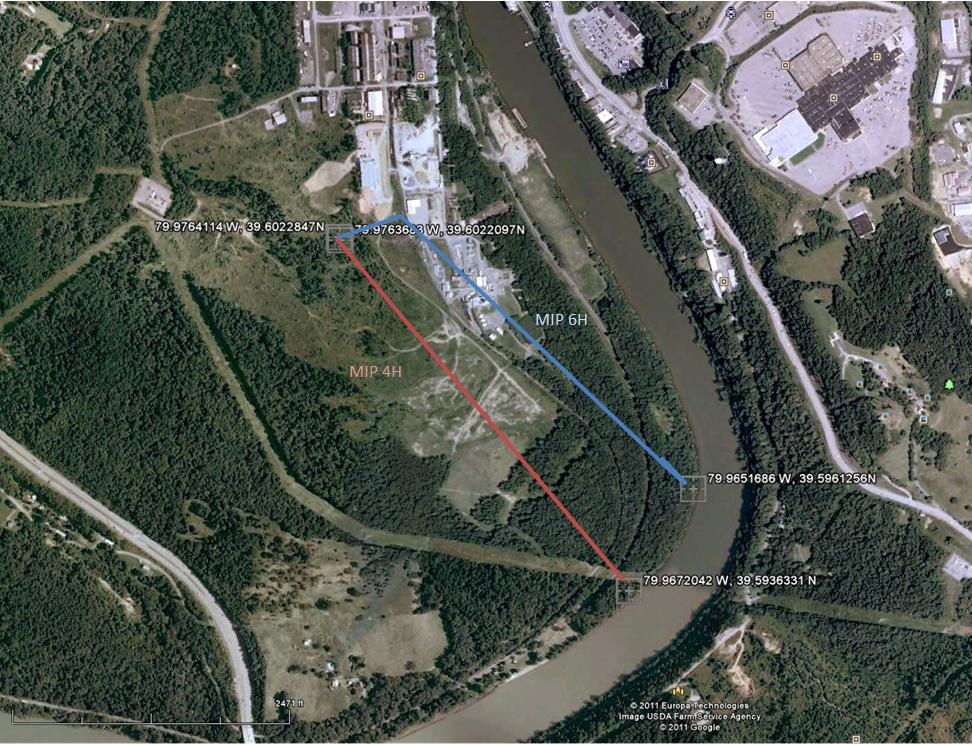 79.9764114 W, 39.6022847N
79.9763683 W, 39.6022097N
MIP 6H
MIP 4H
79.9651686 W, 39.5961256N
79.9672042 W, 39.5936331 N
2471 ft
© 2011 Europa Technologies
Image USDA Farm Service Agency
© 2011 Google